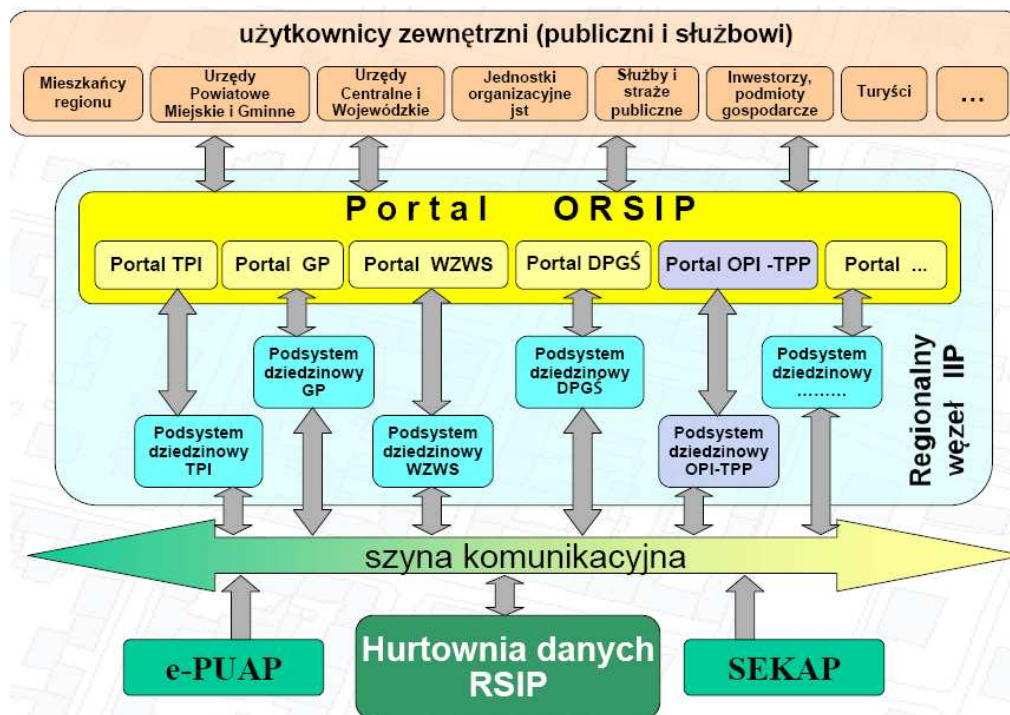 użytkownicy zewnętrzni (publiczni i służbowi)
Mieszkańcy
regionu
Urzędy
Powiatowe
Miejskie i Gminne
Urzędy
Centralne i
Wojewódzkie
Jednostki
organizacyjne
jst
Służby i
straże
publiczne
Inwestorzy,
podmioty
gospodarcze
Turyści
...
Portal ORSIP
Portal TPI
Portal GP
Portal WZWS
Portal DPGŚ
Portal OPI -TPP
Portal ...
Podsystem
dziedzinowy
GP
Podsystem
dziedzinowy
DPGŚ
Podsystem
dziedzinowy
.........
Podsystem
dziedzinowy
TPI
Podsystem
dziedzinowy
WZWS
Podsystem
dziedzinowy
OPI-TPP
Regionalny
węzeł IIP
szyna komunikacyjna
e-PUAP
Hurtownia danych
RSIP
SEKAP